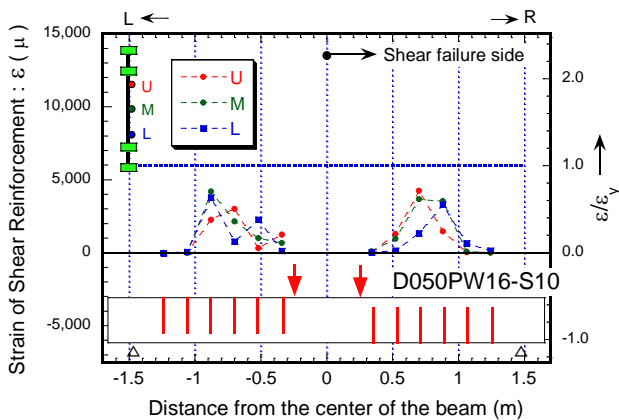 L
R
15,000
10,000
5,000
0
-5,000
Strain of Shear Reinforcement : ε ( μ )
U
M
L
U
M
L
Shear failure side
2.0
1.0
0.0
-1.0
ε/εy
D050PW16-S10
-1.5
-1
-0.5
0
0.5
1
1.5
Distance from the center of the beam (m)